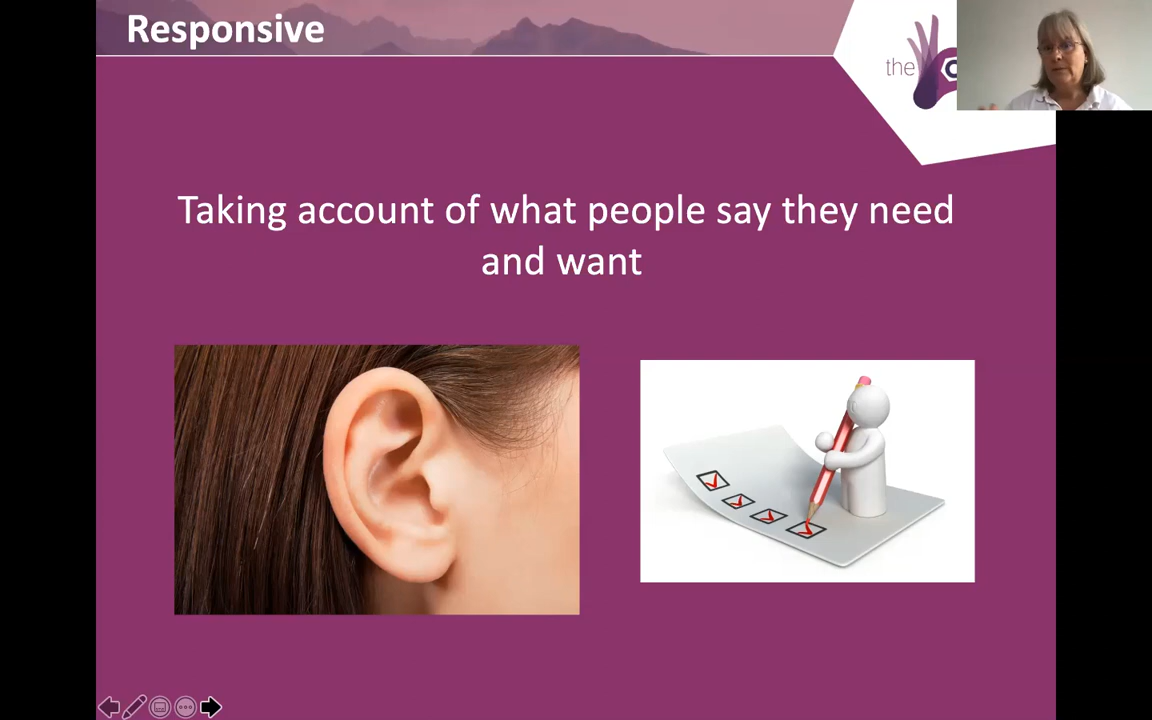 Responsive
the
Taking account of what people say they need
and want